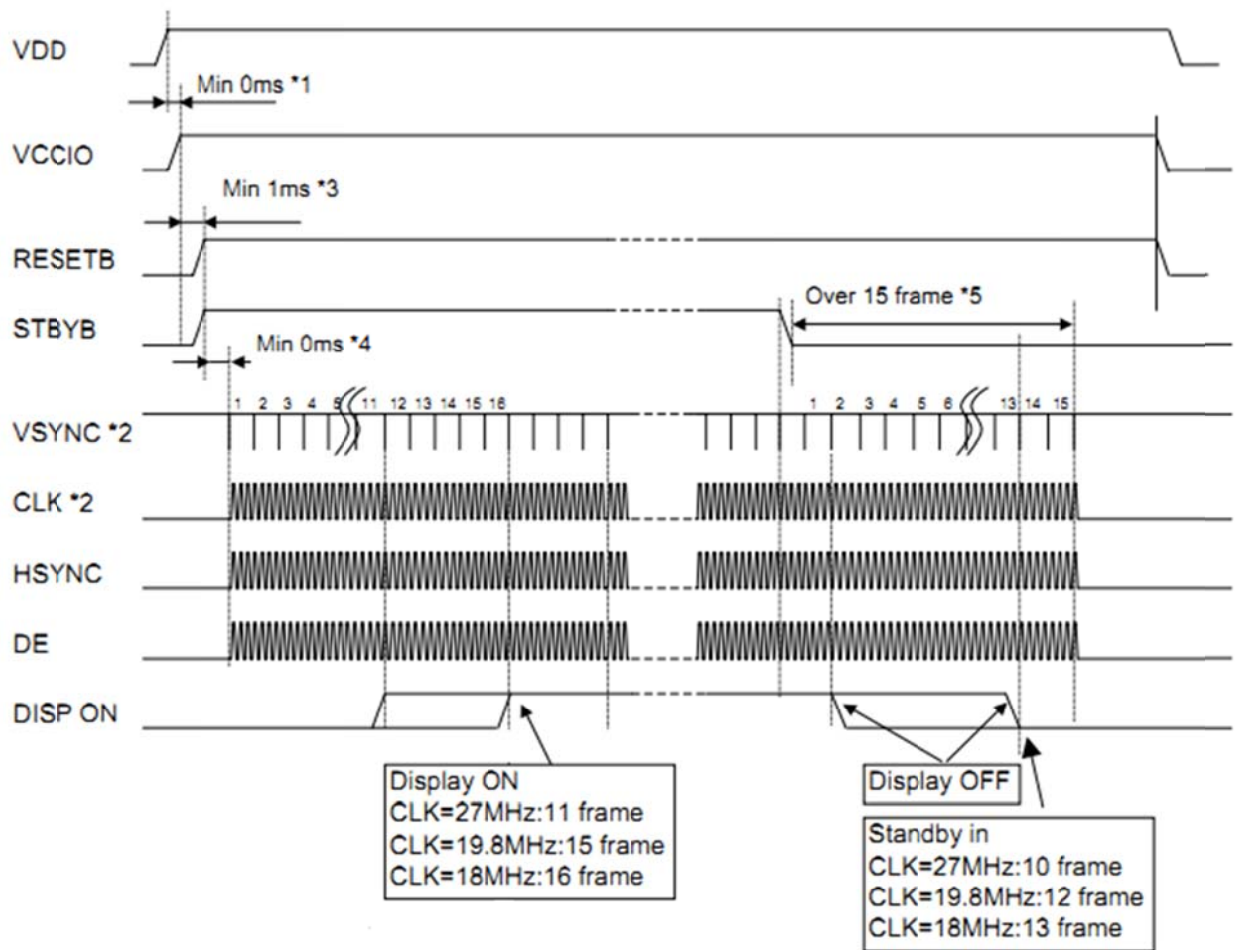 VDD
Min 0ms *1
VCCIO
Min 1ms *3
RESETB
Over 15 frame *5
STBYB
Min 0ms *4
1 2 3 4 5 11 12 13 14 15 16 1 2 3 4 5 6 13 14 15
VSYNC *2
CLK *2
HSYNC
DE
DISP ON
Display ON
CLK=27MHz:11 frame
CLK=19.8MHz:15 frame
CLK=18MHz:16 frame
Display OFF
Standby in
CLK=27MHz:10 frame
CLK=19.8MHz:12 frame
CLK=18MHz:13 frame